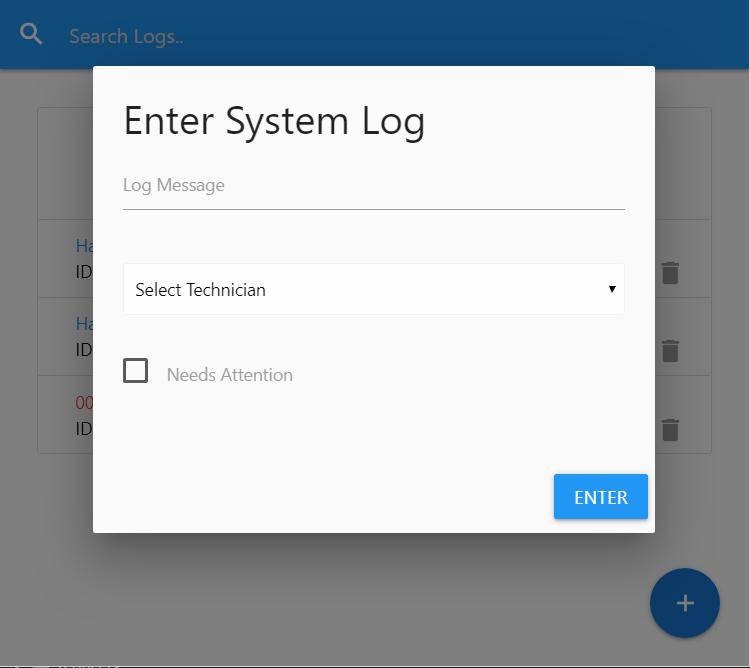 Search Logs..
Enter System Log
Log Message
Ha
ID
Select Technician
Ha
ID
Needs Attention
00
ID
ENTER
+